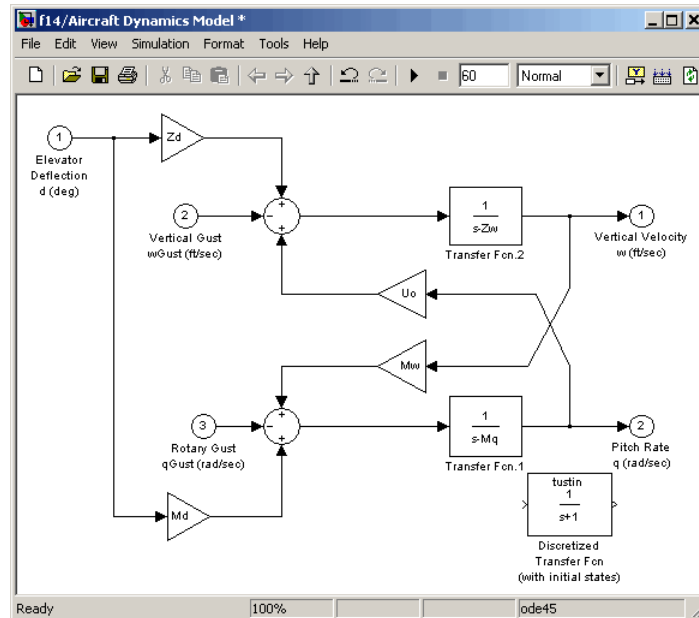 f14/Aircraft Dynamics Model *
File Edit View Simulation Format Tools Help
60 Normal
1
Elevator
Deflection
d (deg)
Zd
2
Vertical Gust
wGust (ft/sec)
1
s-Zw
Transfer Fcn.2
1
Vertical Velocity
w (ft/sec)
Uo
Mw
3
Rotary Gust
qGust (rad/sec)
1
s-Mq
Transfer Fcn.1
2
Pitch Rate
q (rad/sec)
Md
tustin
1
s+1
Discretized
Transfer Fcn
(with initial states)
Ready 100% ode45